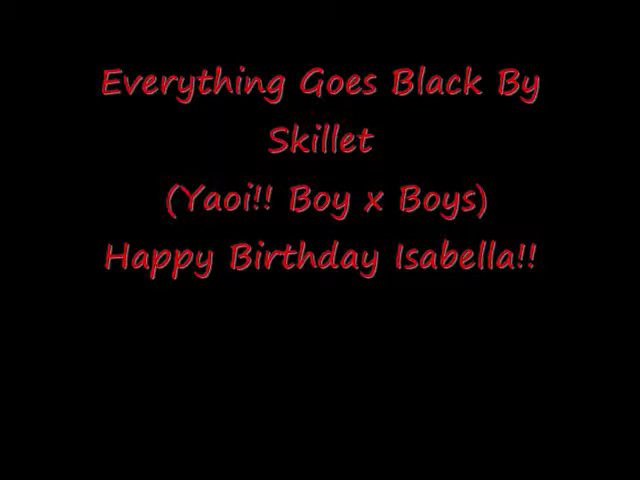 Everything Goes Black By
Skillet
(Yaoi!! Boy x Boys)
Happy Birthday Isabella!!